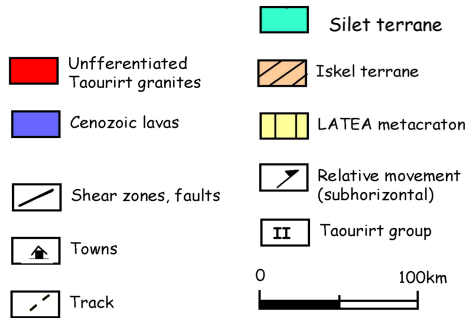 Silet terrane
Unfferentiated
Taourirt granites
Iskel terrane
Cenozoic lavas
LATEA metacraton
Shear zones, faults
Relative movement
(subhorizontal)
Towns
II
Taourirt group
Track
0
100km